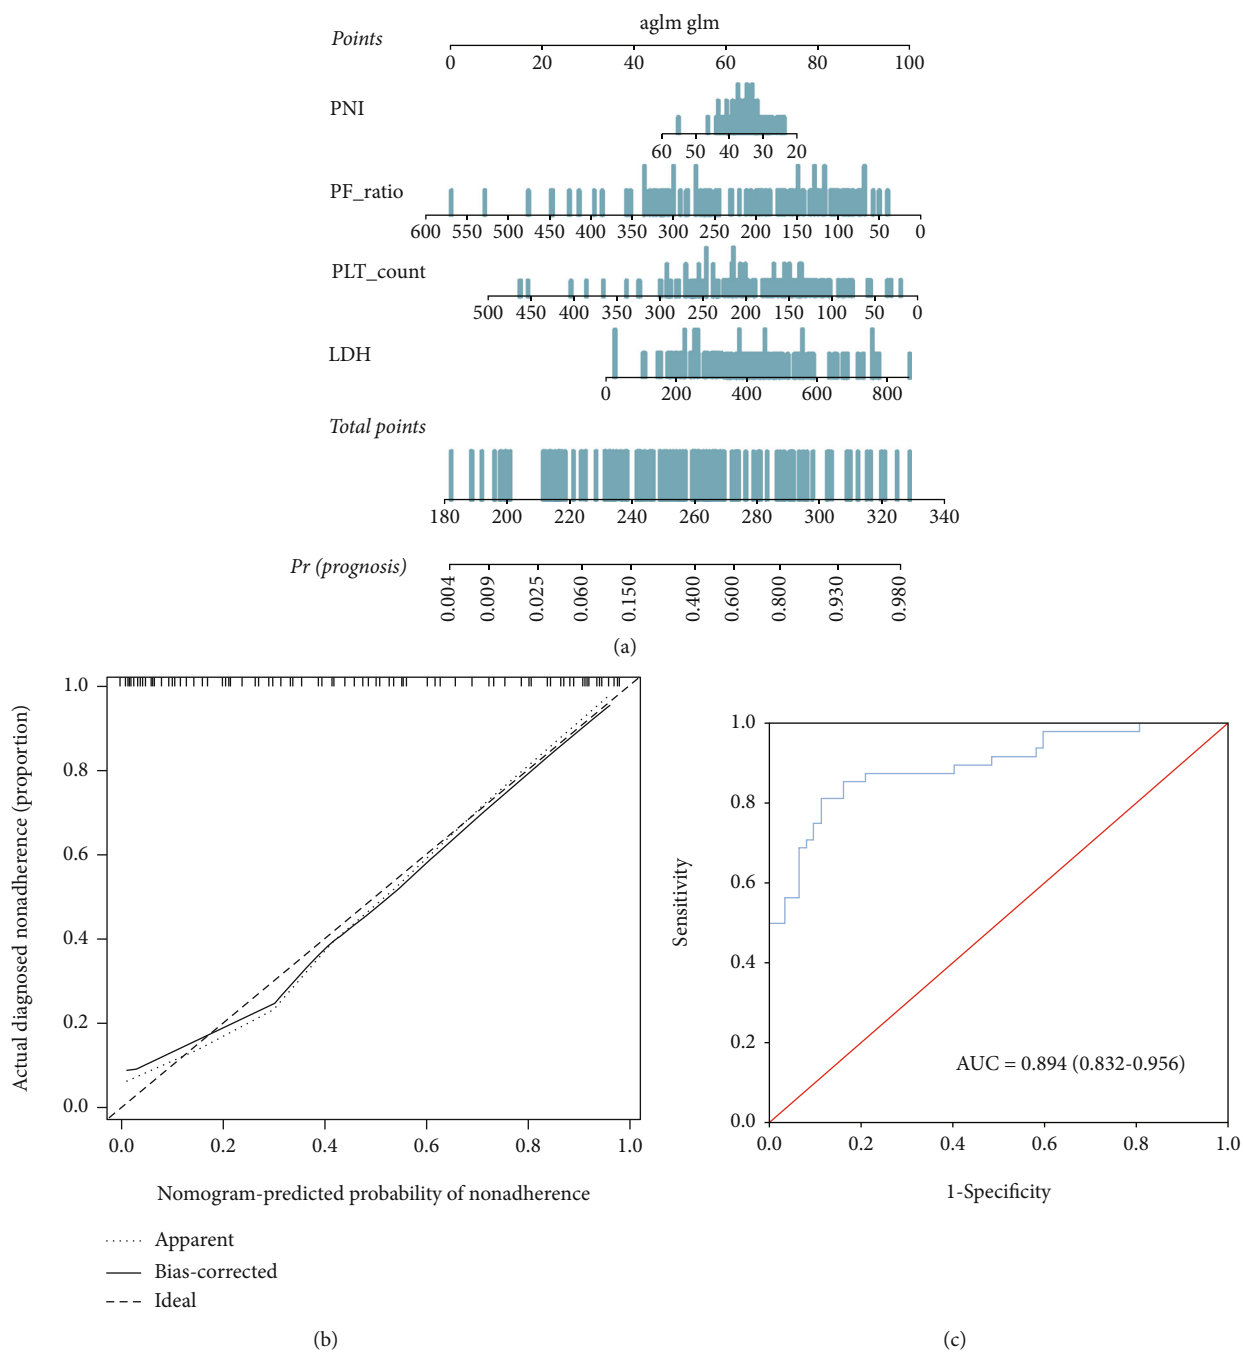 aglm glm
Points
0 20 40 60 80 100
PNI
60 50 40 30 20
PF_ratio
600 550 500 450 400 350 300 250 200 150 100 50 0
PLT_count
500 450 400 350 300 250 200 150 100 50 0
LDH
0 200 400 600 800
Total points
180 200 220 240 260 280 300 320 340
Pr (prognosis)
0.004 0.009 0.025 0.060 0.150 0.400 0.600 0.800 0.930 0.980
(a)
Actual diagnosed nonadherence (proportion)
1.0
0.8
0.6
0.4
0.2
0.0
0.0 0.2 0.4 0.6 0.8 1.0
Nomogram-predicted probability of nonadherence
Apparent
Bias-corrected
Ideal
(b)
Sensitivity
1.0
0.8
0.6
0.4
0.2
0.0
AUC = 0.894 (0.832-0.956)
0.0 0.2 0.4 0.6 0.8 1.0
1-Specificity
(c)